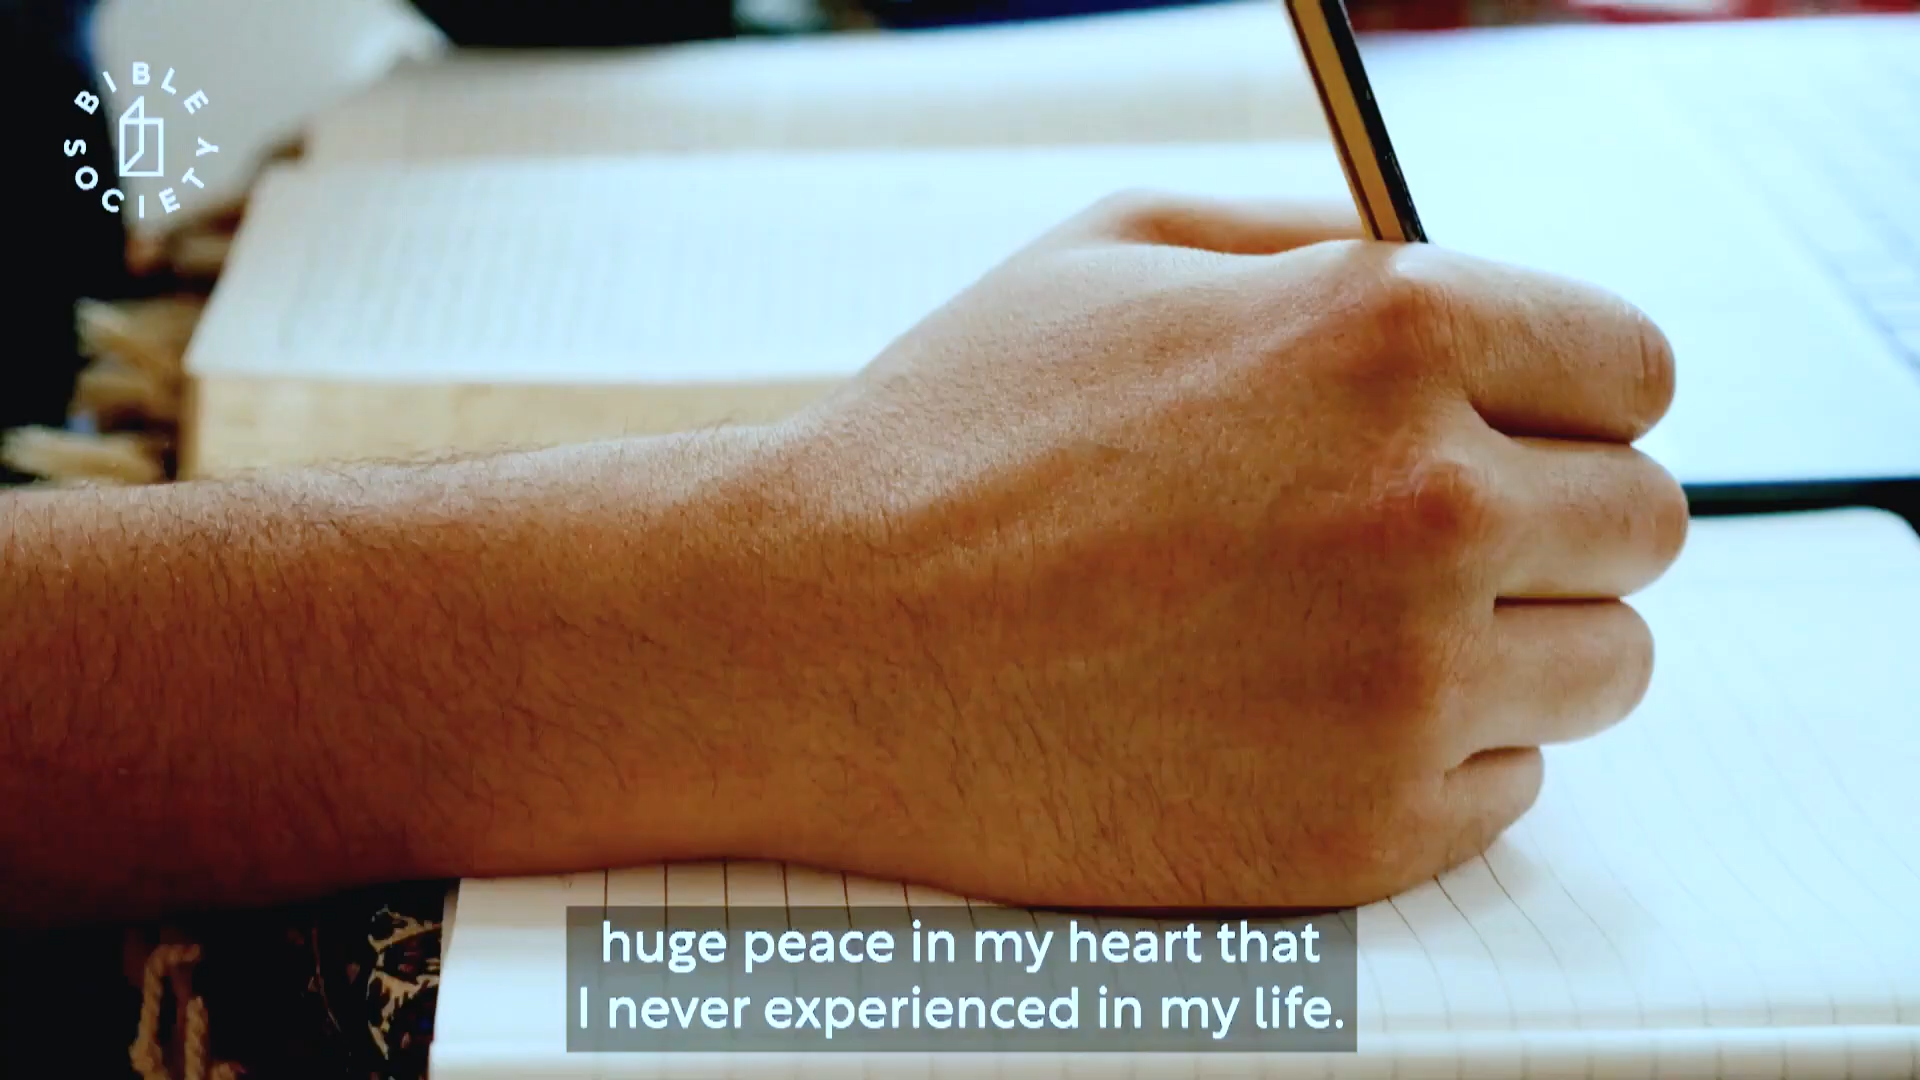 BIBLE SOCIETY
huge peace in my heart that
I never experienced in my life.